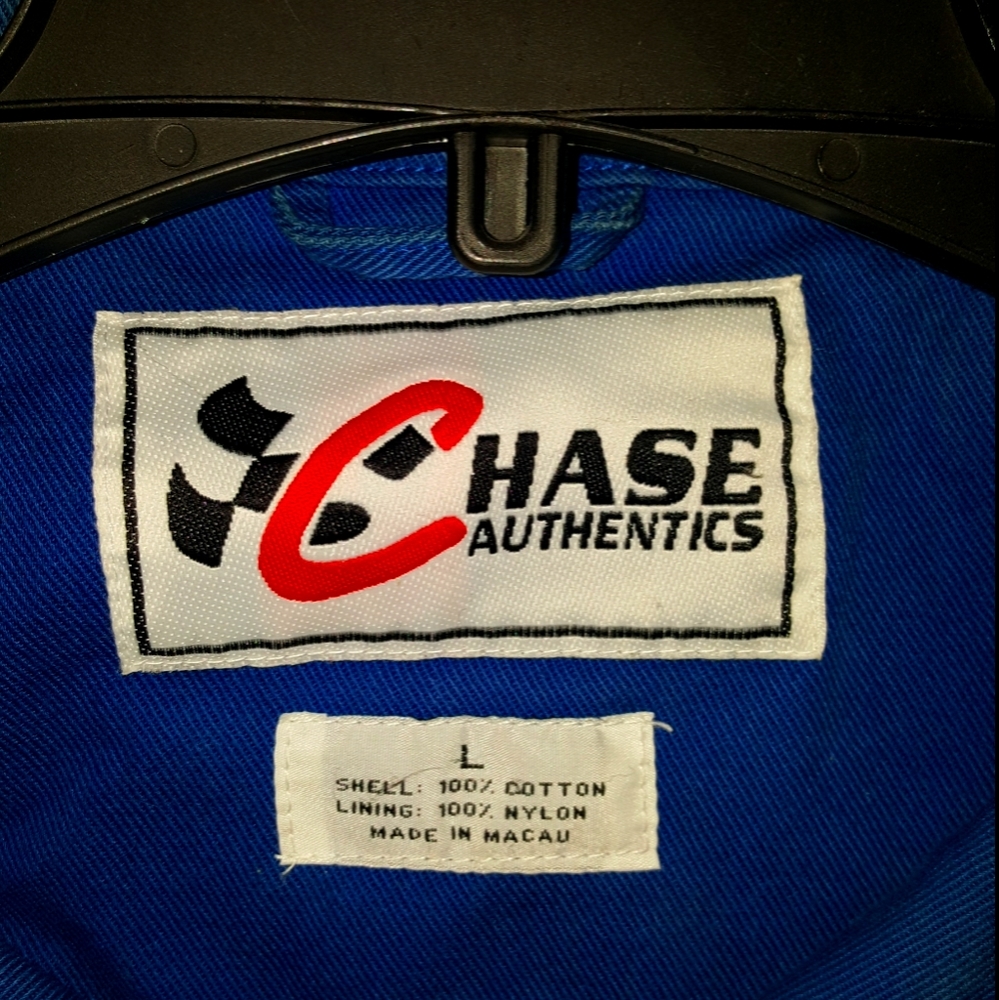 CHASE
AUTHENTICS
L
SHELL: 100% COTTON
LINING: 100% NYLON
MADE IN MACAU